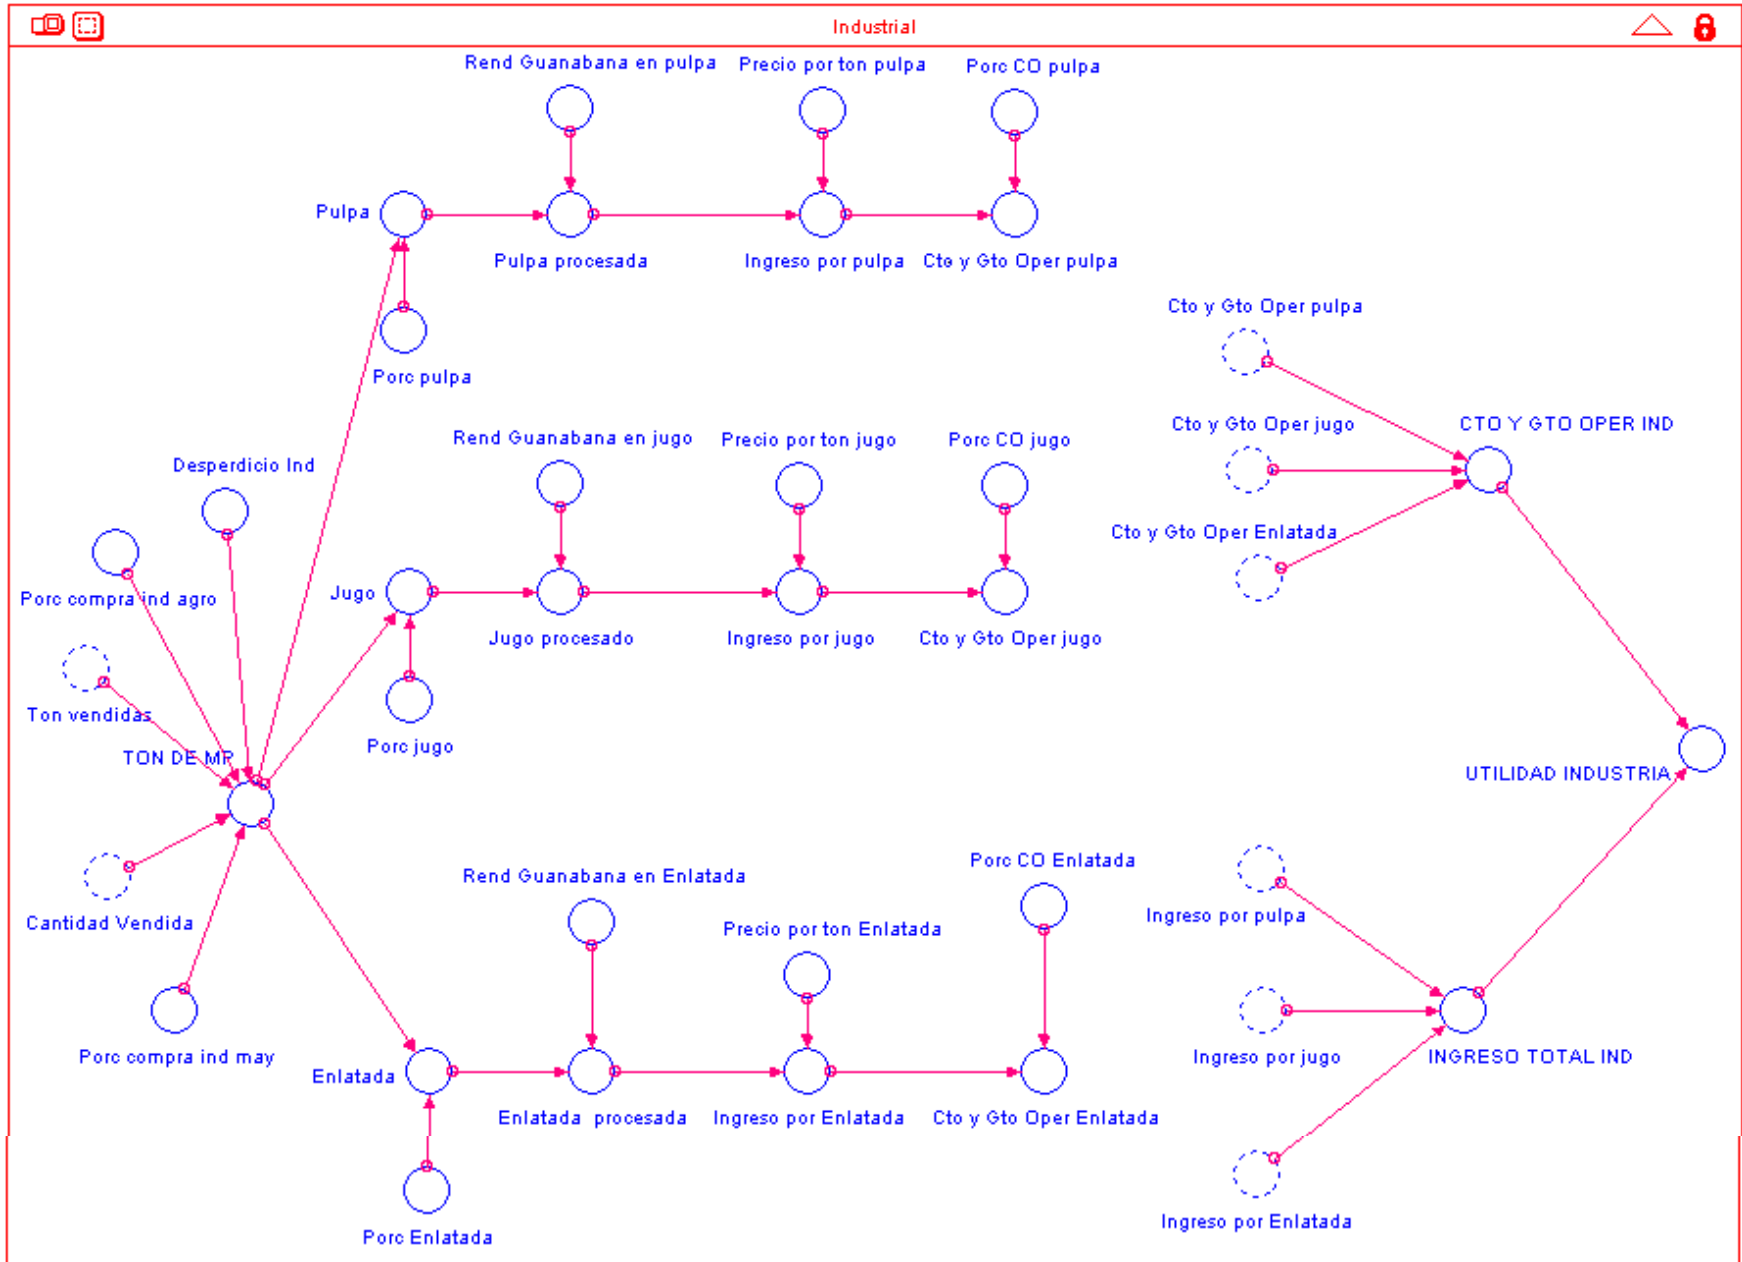 Industrial
Rend Guanabana en pulpa
Precio por ton pulpa
Porc CO pulpa
Pulpa
Pulpa procesada
Ingreso por pulpa
Cto y Gto Oper pulpa
Porc pulpa
Cto y Gto Oper pulpa
Rend Guanabana en jugo
Precio por ton jugo
Porc CO jugo
Cto y Gto Oper jugo
CTO Y GTO OPER IND
Desperdicio Ind
Cto y Gto Oper Enlatada
Porc compra ind agro
Jugo
Jugo procesado
Ingreso por jugo
Cto y Gto Oper jugo
Ton vendidas
Porc jugo
TON DE MP
UTILIDAD INDUSTRIA
Porc CO Enlatada
Rend Guanabana en Enlatada
Cantidad Vendida
Precio por ton Enlatada
Ingreso por pulpa
Porc compra ind may
Ingreso por jugo
INGRESO TOTAL IND
Enlatada
Enlatada procesada
Ingreso por Enlatada
Cto y Gto Oper Enlatada
Porc Enlatada
Ingreso por Enlatada